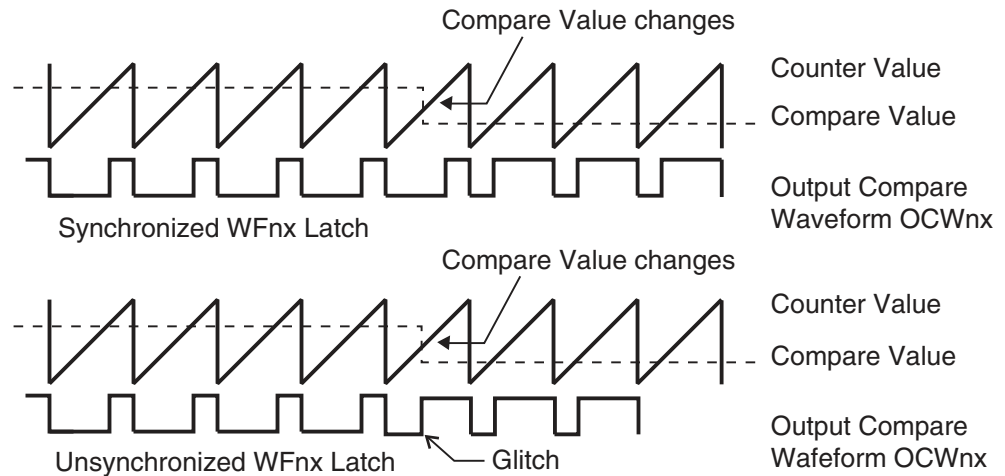 Compare Value changes
Counter Value
Compare Value
Output Compare
Waveform OCWnx
Synchronized WFnx Latch
Compare Value changes
Counter Value
Compare Value
Output Compare
Wafeform OCWnx
Unsynchronized WFnx Latch
Glitch